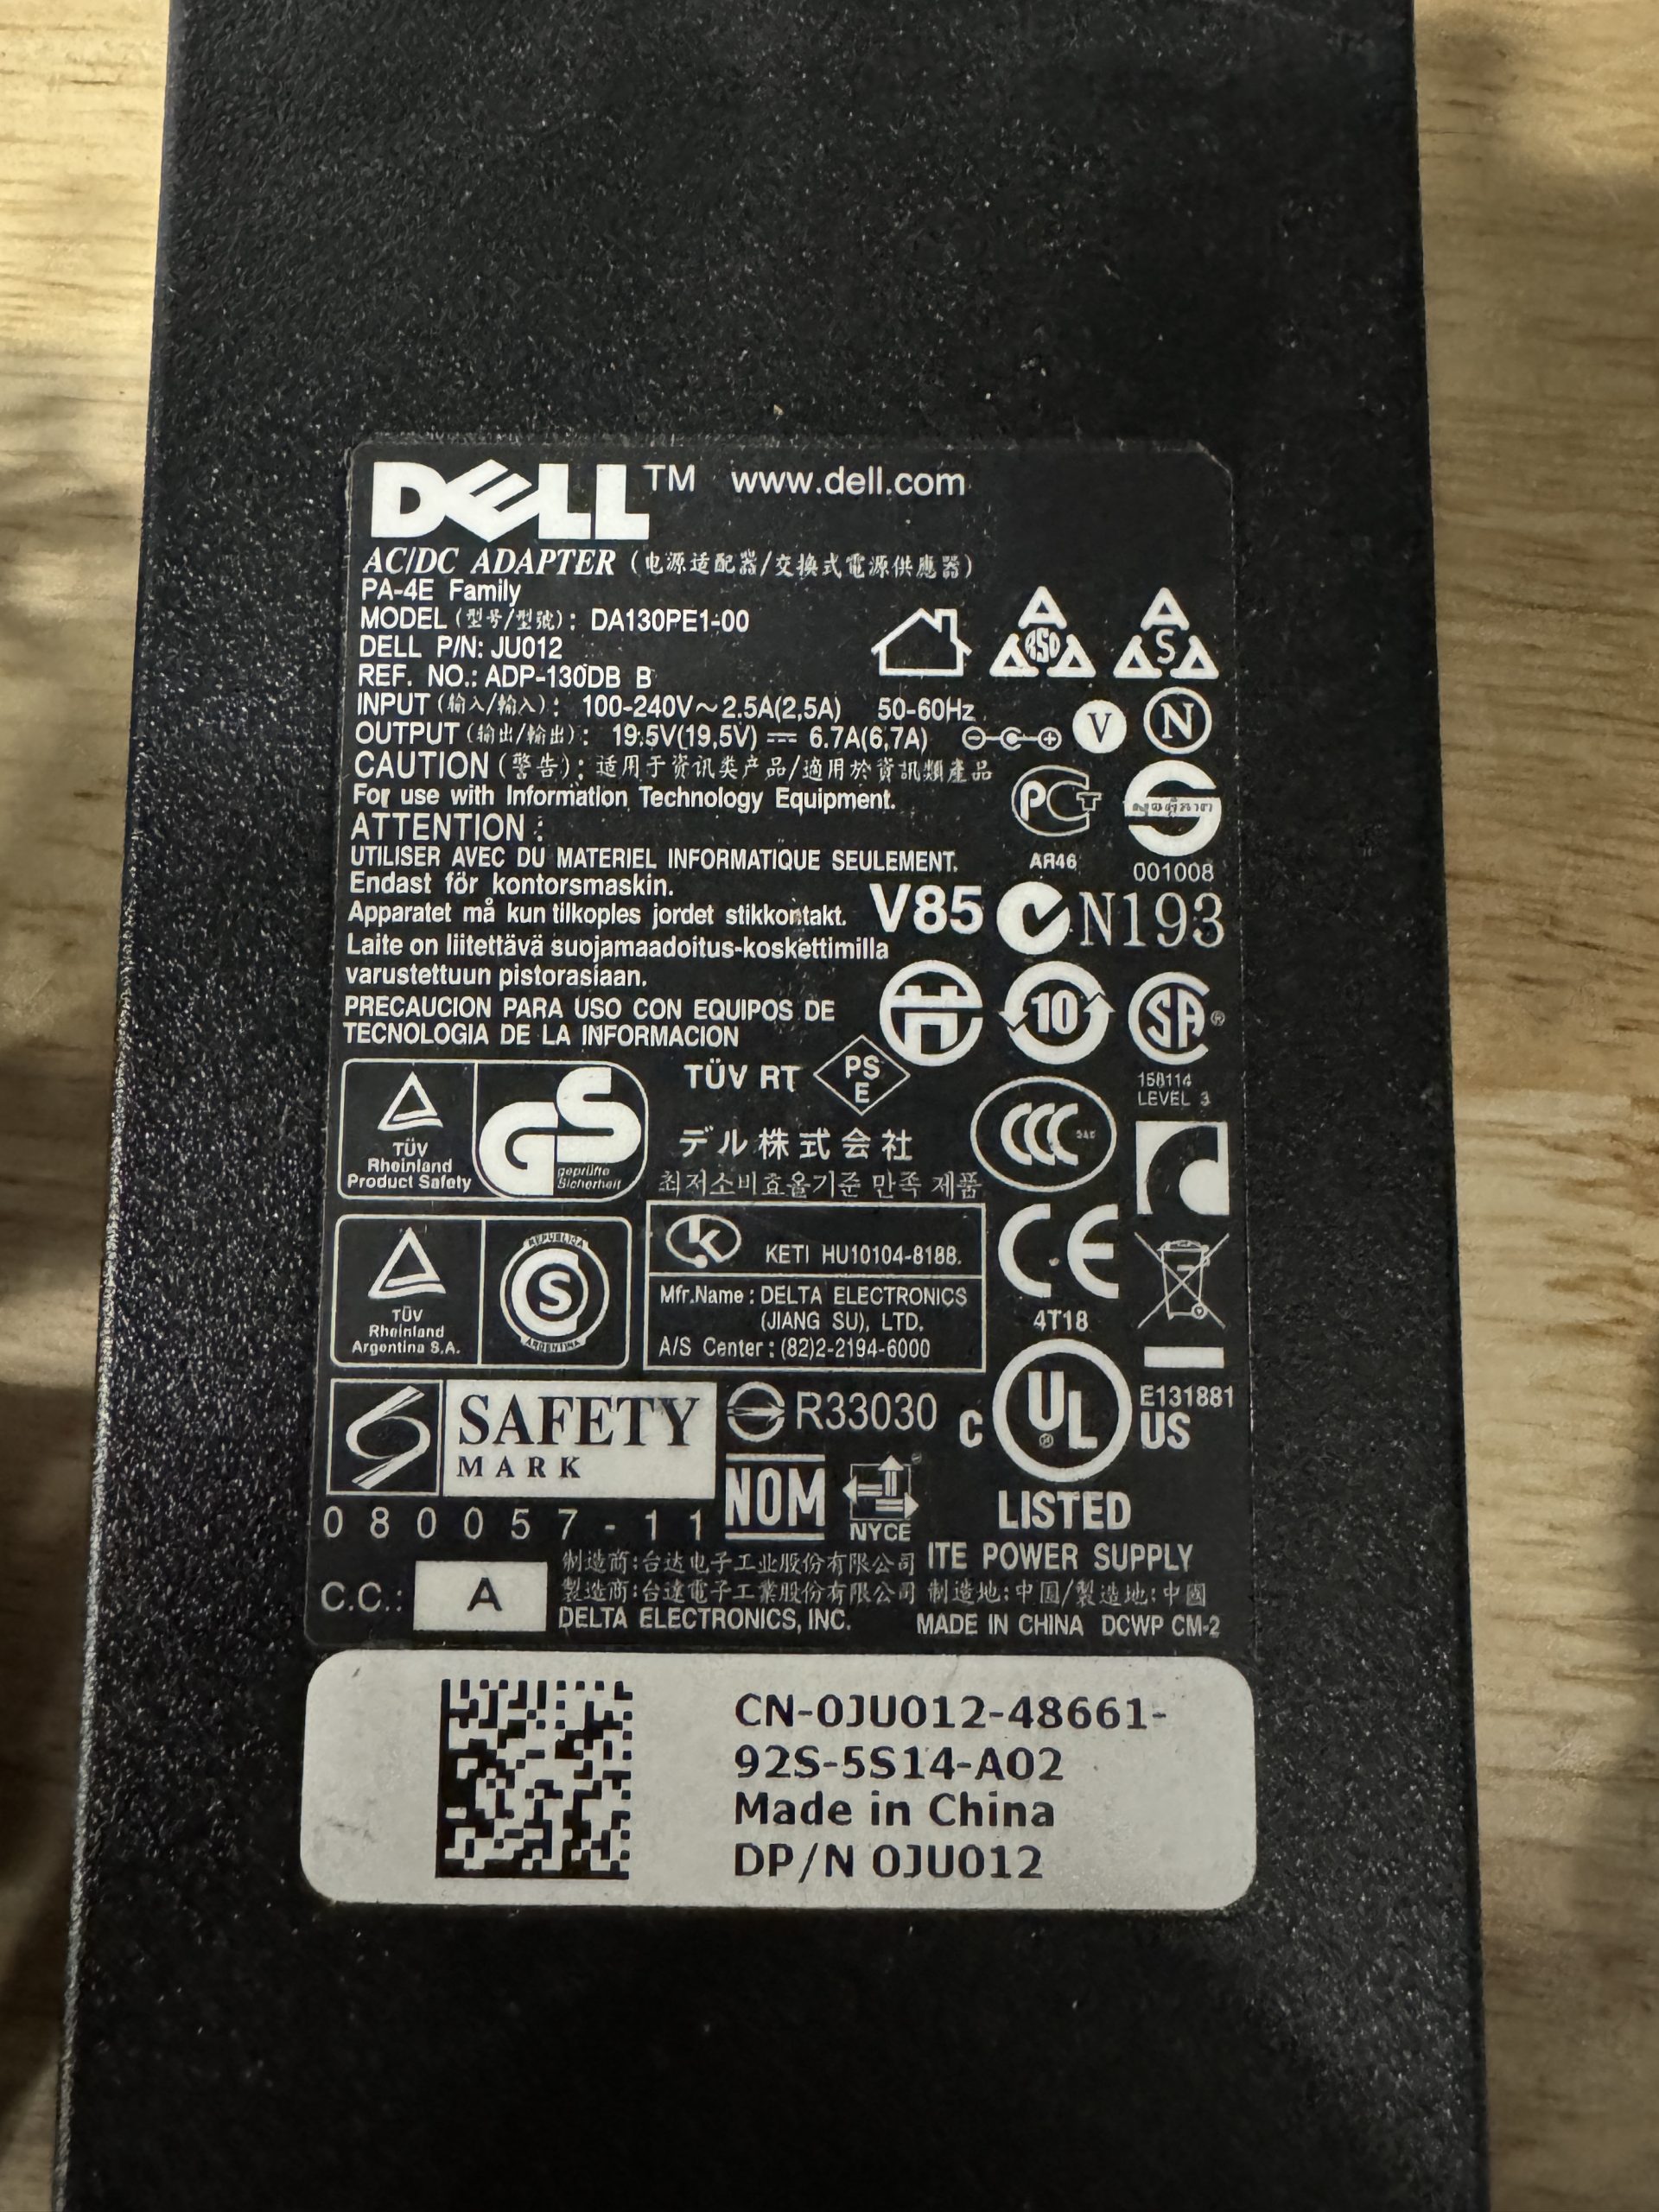 DELL™ www.dell.com
AC/DC ADAPTER (电源适配器/交換式電源供應器)
PA-4E Family
MODEL (型号/型號): DA130PE1-00
DELL P/N: JU012
REF. NO.: ADP-130DB B
INPUT (输入/輸入): 100-240V~2.5A(2,5A) 50-60Hz
OUTPUT (输出/輸出): 19.5V(19,5V) ⎓ 6.7A(6,7A)
CAUTION (警告): 适用于资讯类产品/適用於資訊類產品
For use with Information Technology Equipment.
ATTENTION :
UTILISER AVEC DU MATERIEL INFORMATIQUE SEULEMENT.
Endast för kontorsmaskin.
Apparatet må kun tilkoples jordet stikkontakt.
Laite on liitettävä suojamaadoitus-koskettimilla
varustettuun pistorasiaan.
PRECAUCION PARA USO CON EQUIPOS DE
TECNOLOGIA DE LA INFORMACION
A
RSD
A
S
V
N
PCT
AR46
001008
V85
N193
10
SA®
158114
LEVEL 3
TÜV
Rheinland
Product Safety
GS
geprüfte
Sicherheit
TÜV RT
PS
E
デル株式会社
최저소비효율기준 만족 제품
CCC
TÜV
Rheinland
Argentina S.A.
REPUBLICA
S
ARGENTINA
K
KETI HU10104-8188.
Mfr.Name : DELTA ELECTRONICS
(JIANG SU), LTD.
A/S Center : (82)2-2194-6000
CE
4T18
SAFETY
MARK
080057-11
R33030
NOM
NYCE
C UL US
E131881
LISTED
ITE POWER SUPPLY
C.C.: A
制造商:台达电子工业股份有限公司
製造商:台達電子工業股份有限公司 制造地:中国/製造地:中國
DELTA ELECTRONICS, INC. MADE IN CHINA DCWP CM-2
CN-0JU012-48661-
92S-5S14-A02
Made in China
DP/N 0JU012